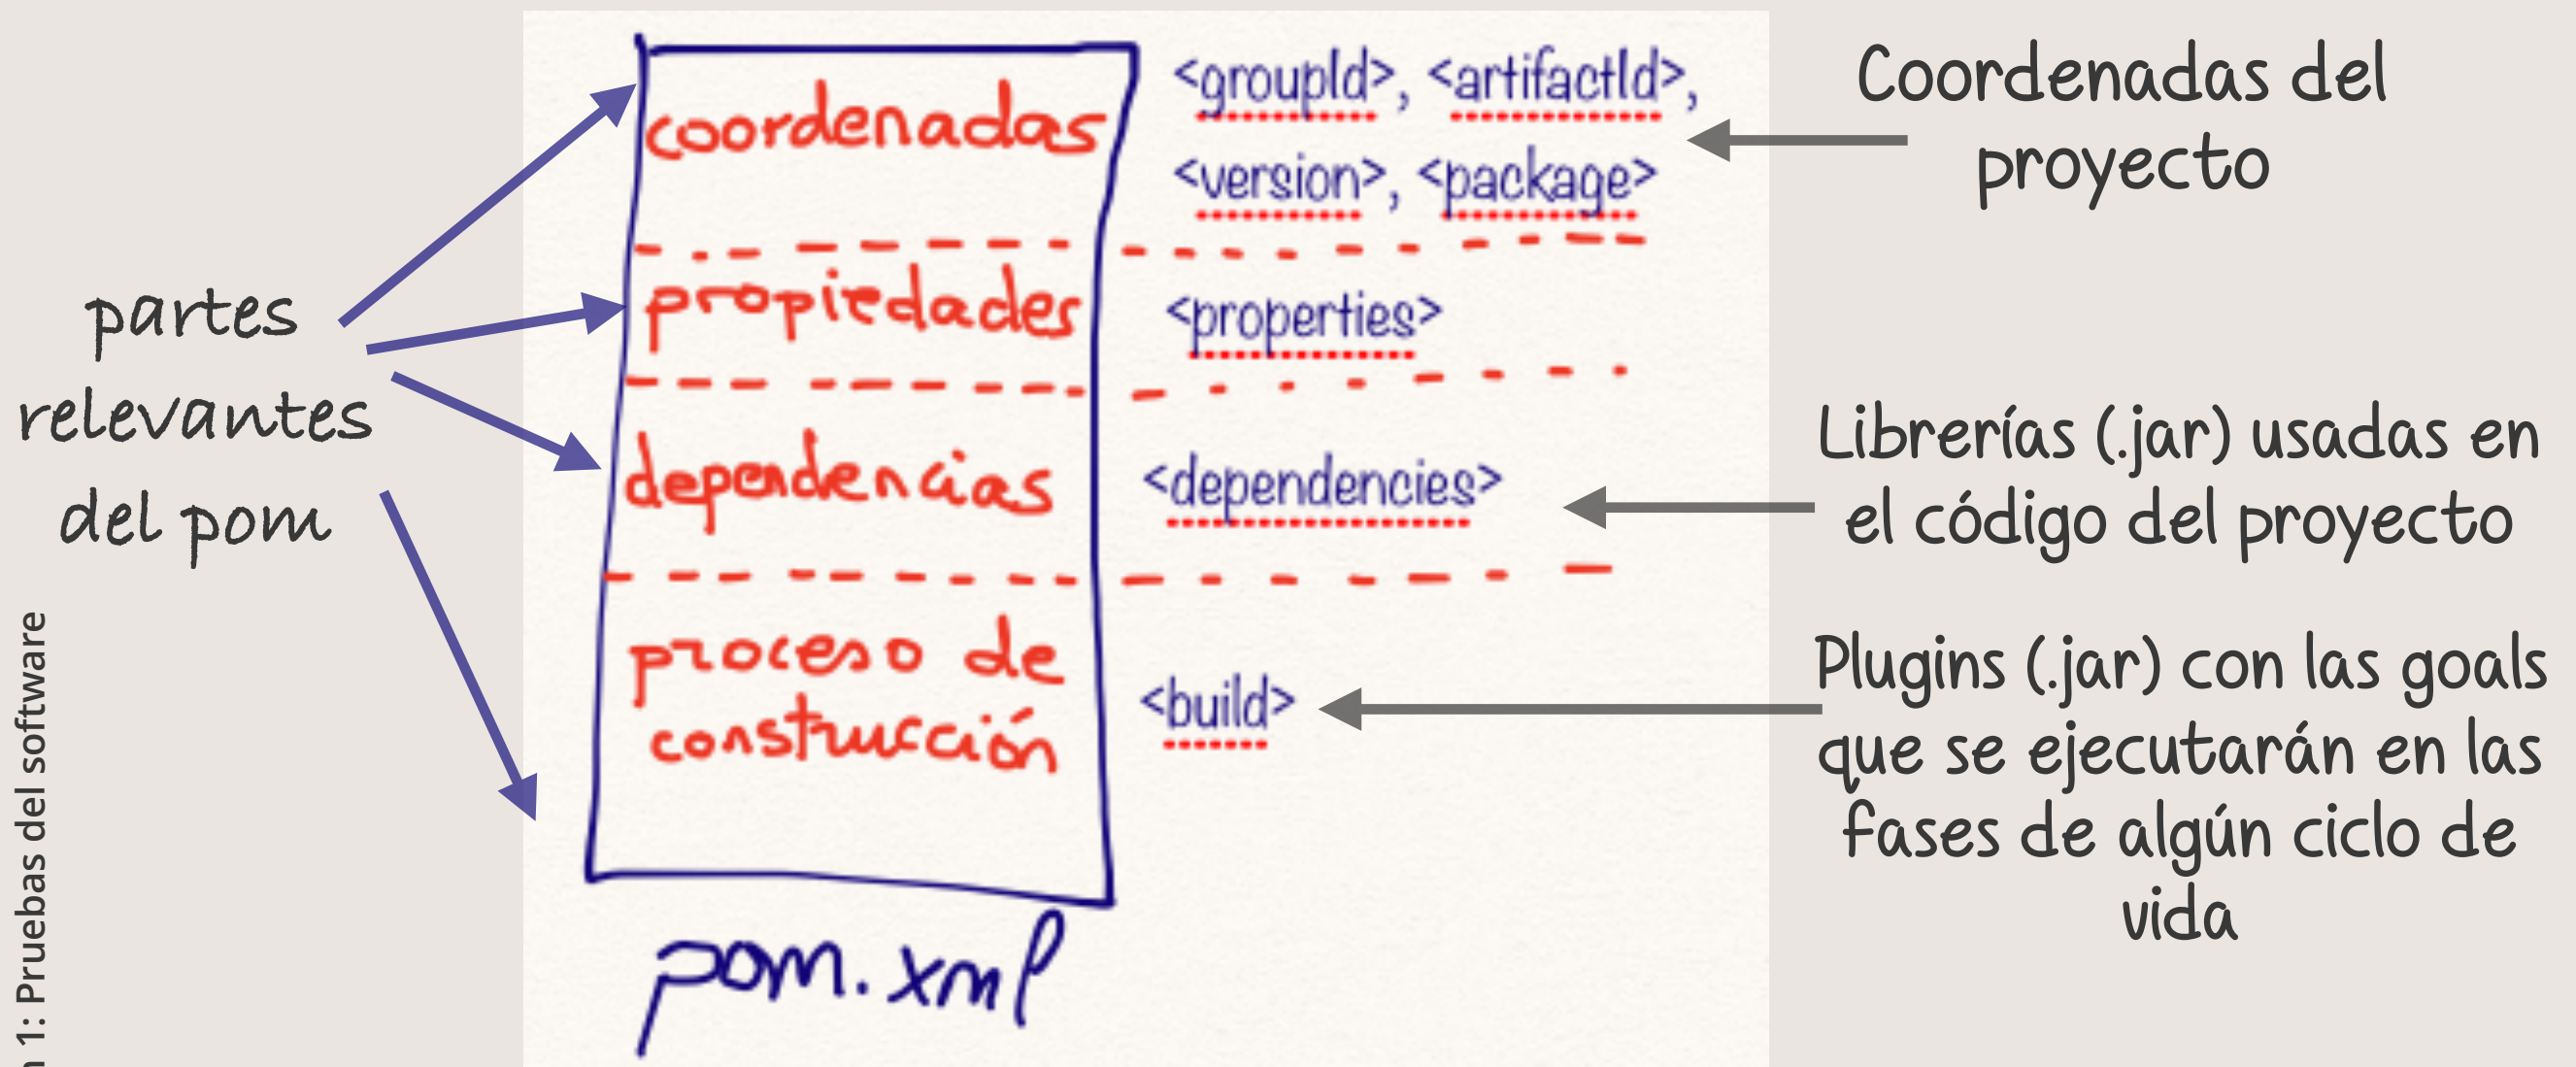 partes
relevantes
del pom
coordenadas
<groupId>, <artifactId>,
<version>, <package>
Coordenadas del
proyecto
propiedades
<properties>
dependencias
<dependencies>
Librerías (.jar) usadas en
el código del proyecto
proceso de
construcción
<build>
Plugins (.jar) con las goals
que se ejecutarán en las
fases de algún ciclo de
vida
pom.xml
1: Pruebas del software